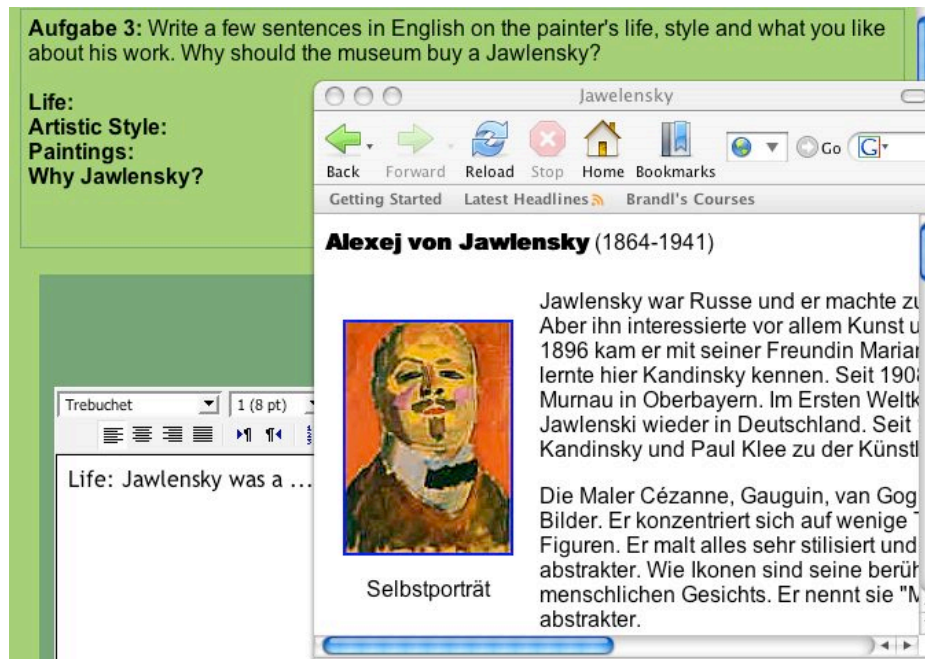 Aufgabe 3: Write a few sentences in English on the painter's life, style and what you like
about his work. Why should the museum buy a Jawlensky?
Life:
Artistic Style:
Paintings:
Why Jawlensky?
Jawelensky
Back Forward Reload Stop Home Bookmarks
Go
G
Getting Started Latest Headlines Brandl's Courses
Alexej von Jawlensky (1864-1941)
Jawlensky war Russe und er machte zu
Aber ihn interessierte vor allem Kunst u
1896 kam er mit seiner Freundin Marian
lernte hier Kandinsky kennen. Seit 1908
Murnau in Oberbayern. Im Ersten Weltk
Jawlenski wieder in Deutschland. Seit
Kandinsky und Paul Klee zu der Künstl
Die Maler Cézanne, Gauguin, van Gog
Bilder. Er konzentriert sich auf wenige
Figuren. Er malt alles sehr stilisiert und
abstrakter. Wie Ikonen sind seine berüh
menschlichen Gesichts. Er nennt sie "M
abstrakter.
Selbstporträt
Trebuchet 1 (8 pt)
Life: Jawlensky was a ...